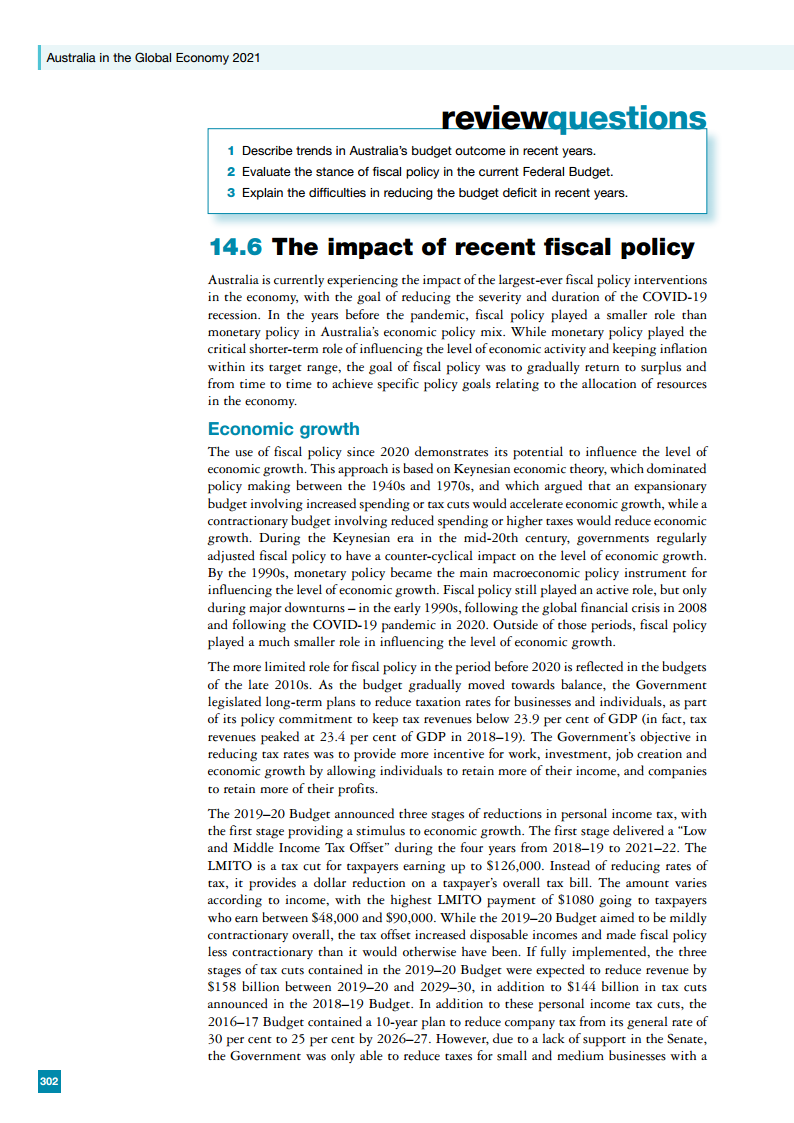 Australia in the Global Economy 2021
reviewquestions
1 Describe trends in Australia's budget outcome in recent years.
2 Evaluate the stance of fiscal policy in the current Federal Budget.
3 Explain the difficulties in reducing the budget deficit in recent years.
14.6 The impact of recent fiscal policy
Australia is currently experiencing the impact of the largest-ever fiscal policy interventions
in the economy, with the goal of reducing the severity and duration of the COVID-19
recession. In the years before the pandemic, fiscal policy played a smaller role than
monetary policy in Australia's economic policy mix. While monetary policy played the
critical shorter-term role of influencing the level of economic activity and keeping inflation
within its target range, the goal of fiscal policy was to gradually return to surplus and
from time to time to achieve specific policy goals relating to the allocation of resources
in the economy.
Economic growth
The use of fiscal policy since 2020 demonstrates its potential to influence the level of
economic growth. This approach is based on Keynesian economic theory, which dominated
policy making between the 1940s and 1970s, and which argued that an expansionary
budget involving increased spending or tax cuts would accelerate economic growth, while a
contractionary budget involving reduced spending or higher taxes would reduce economic
growth. During the Keynesian era in the mid-20th century, governments regularly
adjusted fiscal policy to have a counter-cyclical impact on the level of economic growth.
By the 1990s, monetary policy became the main macroeconomic policy instrument for
influencing the level of economic growth. Fiscal policy still played an active role, but only
during major downturns – in the early 1990s, following the global financial crisis in 2008
and following the COVID-19 pandemic in 2020. Outside of those periods, fiscal policy
played a much smaller role in influencing the level of economic growth.
The more limited role for fiscal policy in the period before 2020 is reflected in the budgets
of the late 2010s. As the budget gradually moved towards balance, the Government
legislated long-term plans to reduce taxation rates for businesses and individuals, as part
of its policy commitment to keep tax revenues below 23.9 per cent of GDP (in fact, tax
revenues peaked at 23.4 per cent of GDP in 2018–19). The Government's objective in
reducing tax rates was to provide more incentive for work, investment, job creation and
economic growth by allowing individuals to retain more of their income, and companies
to retain more of their profits.
The 2019–20 Budget announced three stages of reductions in personal income tax, with
the first stage providing a stimulus to economic growth. The first stage delivered a "Low
and Middle Income Tax Offset" during the four years from 2018–19 to 2021–22. The
LMITO is a tax cut for taxpayers earning up to $126,000. Instead of reducing rates of
tax, it provides a dollar reduction on a taxpayer's overall tax bill. The amount varies
according to income, with the highest LMITO payment of $1080 going to taxpayers
who earn between $48,000 and $90,000. While the 2019–20 Budget aimed to be mildly
contractionary overall, the tax offset increased disposable incomes and made fiscal policy
less contractionary than it would otherwise have been. If fully implemented, the three
stages of tax cuts contained in the 2019–20 Budget were expected to reduce revenue by
$158 billion between 2019–20 and 2029–30, in addition to $144 billion in tax cuts
announced in the 2018–19 Budget. In addition to these personal income tax cuts, the
2016–17 Budget contained a 10-year plan to reduce company tax from its general rate of
30 per cent to 25 per cent by 2026–27. However, due to a lack of support in the Senate,
the Government was only able to reduce taxes for small and medium businesses with a
302